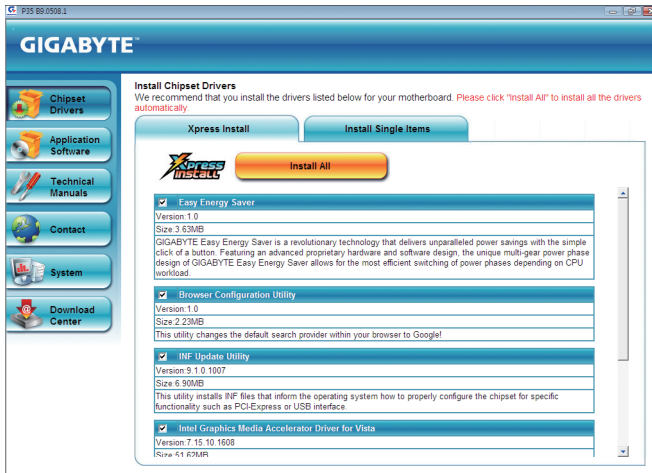 P35 B9.0508.1
GIGABYTE™
Chipset
Drivers
Application
Software
Technical
Manuals
Contact
System
Download
Center
Install Chipset Drivers
We recommend that you install the drivers listed below for your motherboard. Please click "Install All" to install all the drivers
automatically.
Xpress Install
Install Single Items
Xpress
Install
Install All
Easy Energy Saver
Version:1.0
Size:3.63MB
GIGABYTE Easy Energy Saver is a revolutionary technology that delivers unparalleled power savings with the simple
click of a button. Featuring an advanced proprietary hardware and software design, the unique multi-gear power phase
design of GIGABYTE Easy Energy Saver allows for the most efficient switching of power phases depending on CPU
workload.
Browser Configuration Utility
Version:1.0
Size:2.23MB
This utility changes the default search provider within your browser to Google!
INF Update Utility
Version:9.1.0.1007
Size:6.90MB
This utility installs INF files that inform the operating system how to properly configure the chipset for specific
functionality such as PCI-Express or USB interface.
Intel Graphics Media Accelerator Driver for Vista
Version:7.15.10.1608
Size:51.62MB